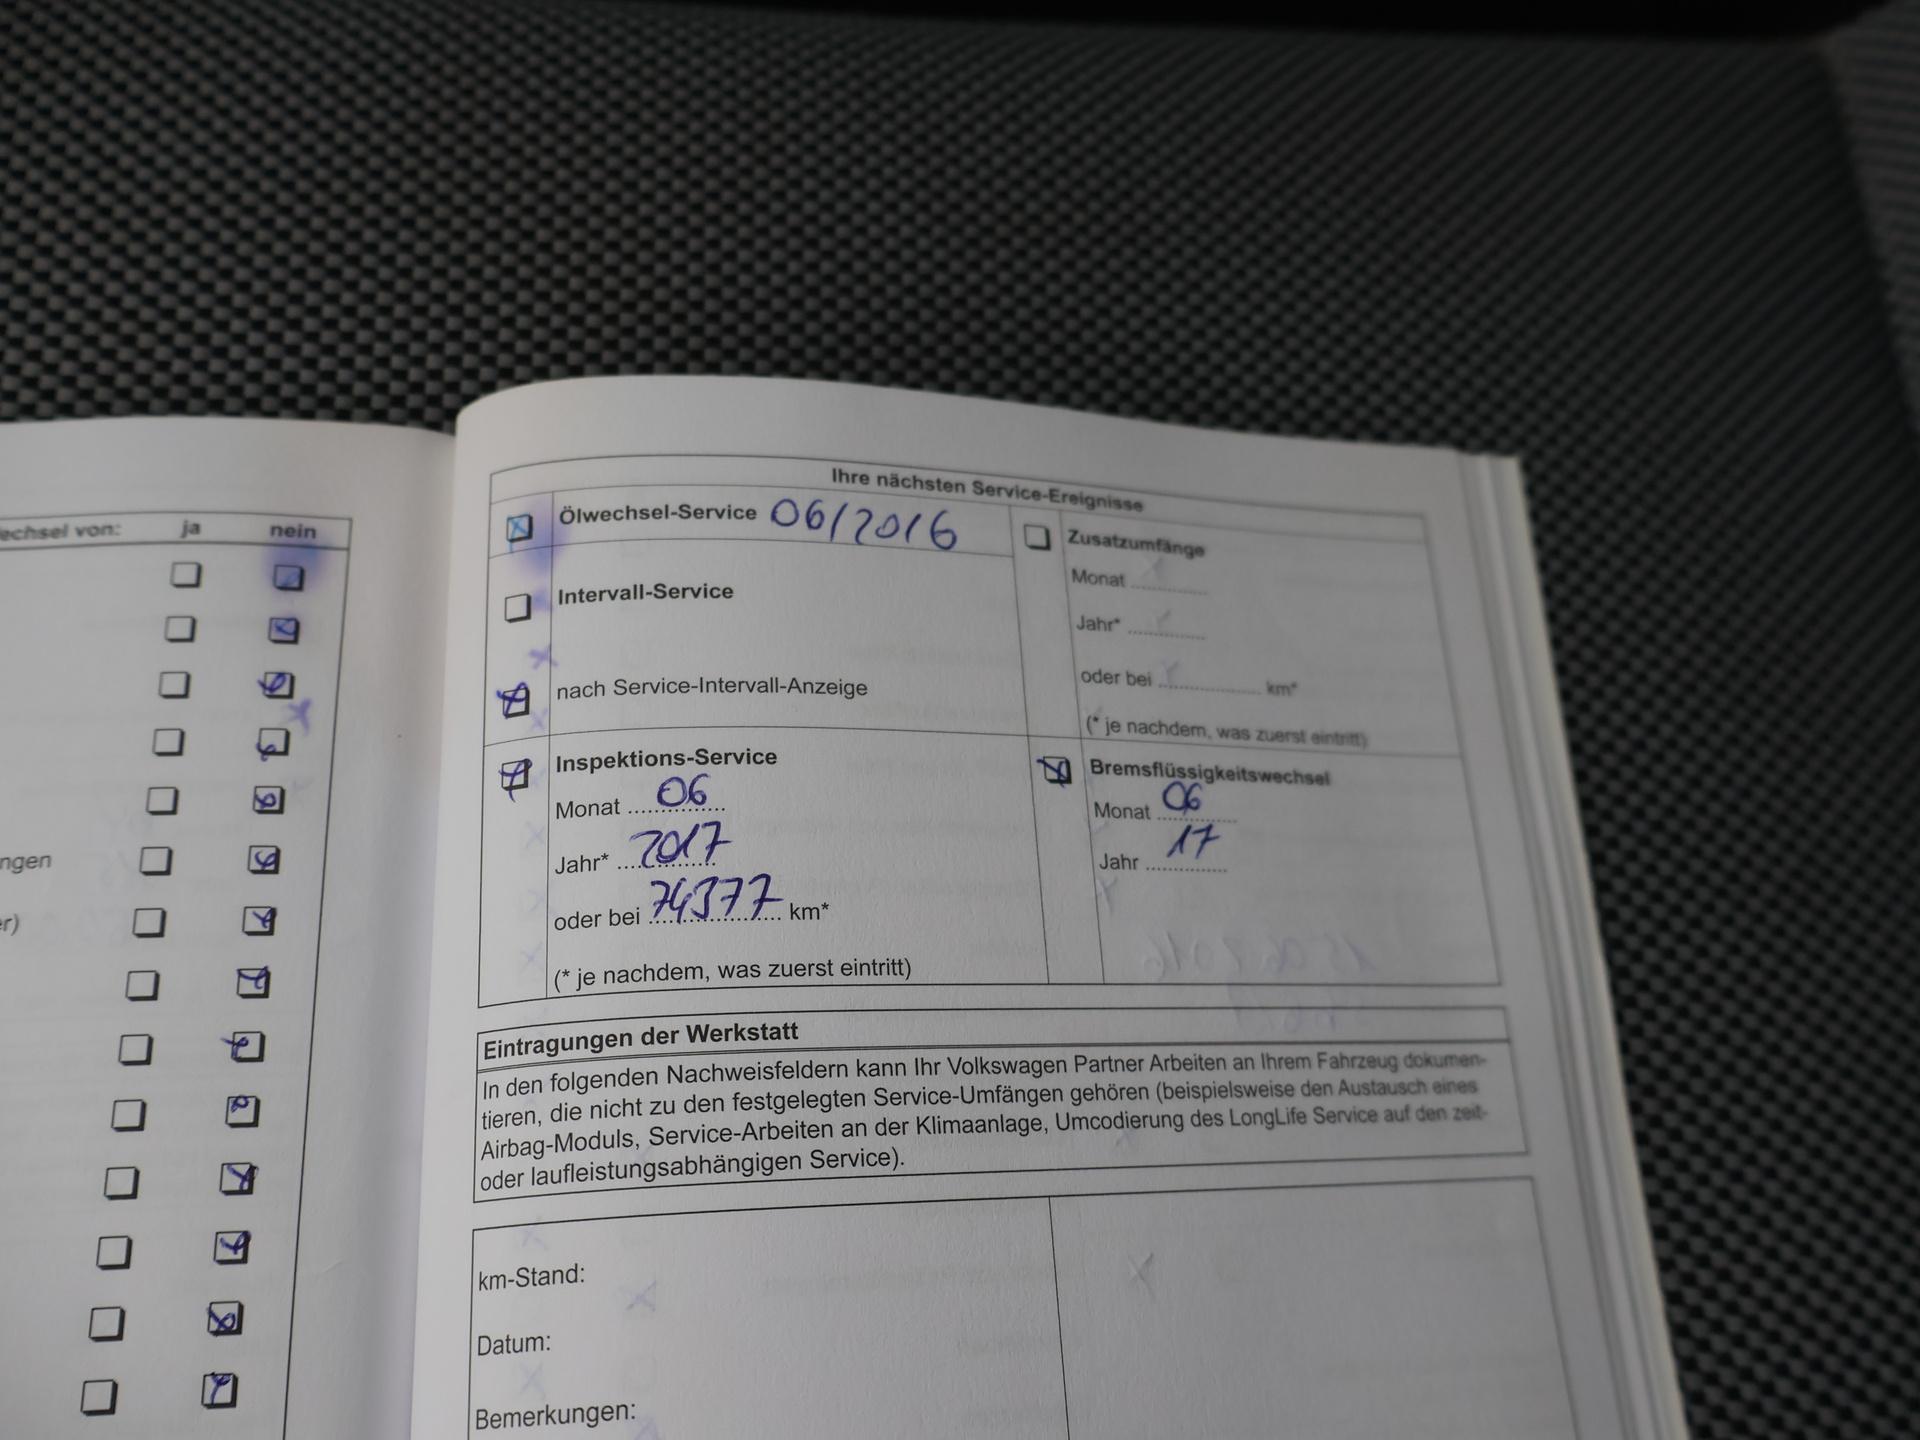 echsel von: ja nein
ngen
er)
Ihre nächsten Service-Ereignisse
Ölwechsel-Service 06/2016
Intervall-Service
nach Service-Intervall-Anzeige
Inspektions-Service
Monat 06
Jahr* 2017
oder bei 74377 km*
(* je nachdem, was zuerst eintritt)
Zusatzumfänge
Monat
Jahr*
oder bei km*
(* je nachdem, was zuerst eintritt)
Bremsflüssigkeitswechsel
Monat 06
Jahr 17
Eintragungen der Werkstatt
In den folgenden Nachweisfeldern kann Ihr Volkswagen Partner Arbeiten an Ihrem Fahrzeug dokumen-
tieren, die nicht zu den festgelegten Service-Umfängen gehören (beispielsweise den Austausch eines
Airbag-Moduls, Service-Arbeiten an der Klimaanlage, Umcodierung des LongLife Service auf den zeit-
oder laufleistungsabhängigen Service).
km-Stand:
Datum:
Bemerkungen: